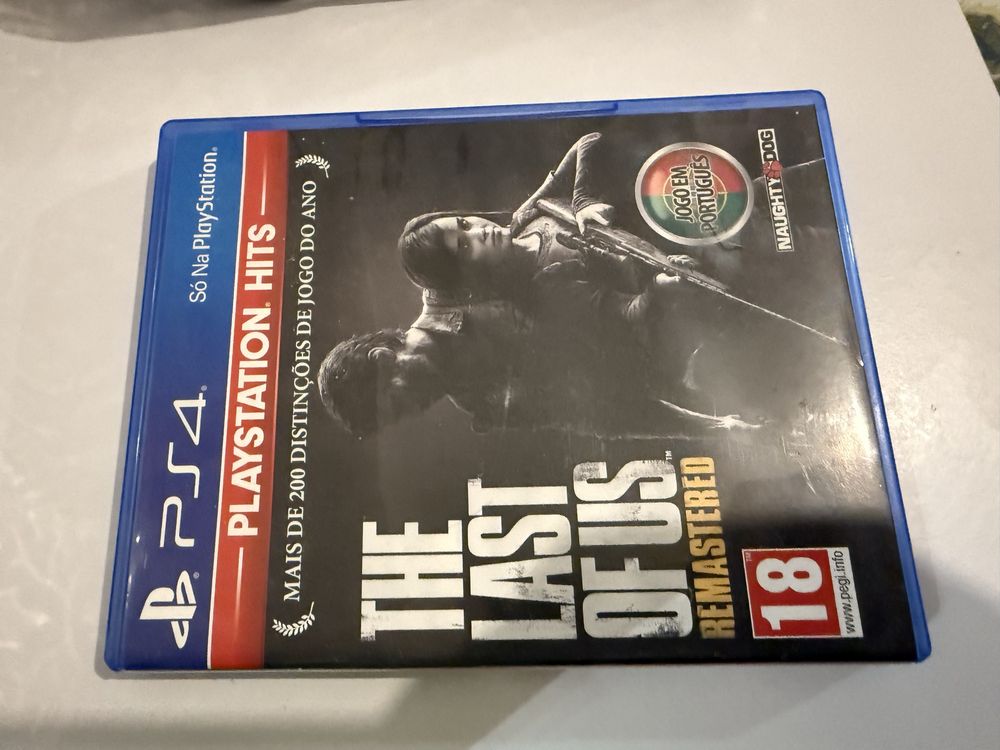 PS4
Só Na PlayStation®
PLAYSTATION® HITS
MAIS DE 200 DISTINÇÕES DE JOGO DO ANO
THE
LAST
OF US™
REMASTERED
JOGO EM
PORTUGUÊS
18
www.pegi.info
NAUGHTY DOG